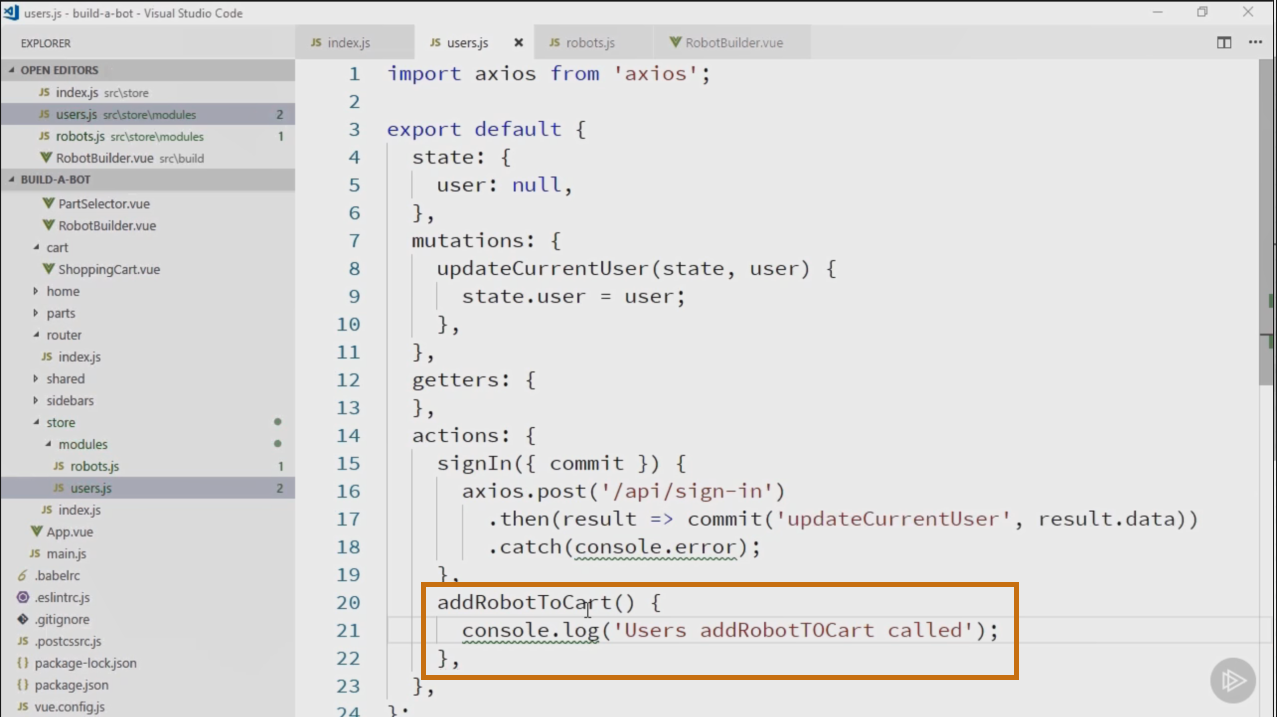 users.js - build-a-bot - Visual Studio Code
EXPLORER
OPEN EDITORS
JS index.js src\store
JS users.js src\store\modules 2
JS robots.js src\store\modules 1
RobotBuilder.vue src\build
BUILD-A-BOT
PartSelector.vue
RobotBuilder.vue
cart
ShoppingCart.vue
home
parts
router
JS index.js
shared
sidebars
store
modules
JS robots.js 1
JS users.js 2
JS index.js
App.vue
JS main.js
.babelrc
.eslintrc.js
.gitignore
JS .postcssrc.js
{} package-lock.json
{} package.json
JS vue.config.js
JS index.js JS users.js × JS robots.js RobotBuilder.vue
1 import axios from 'axios';
2
3 export default {
4 state: {
5 user: null,
6 },
7 mutations: {
8 updateCurrentUser(state, user) {
9 state.user = user;
10 },
11 },
12 getters: {
13 },
14 actions: {
15 signIn({ commit }) {
16 axios.post('/api/sign-in')
17 .then(result => commit('updateCurrentUser', result.data))
18 .catch(console.error);
19 },
20 addRobotToCart() {
21 console.log('Users addRobotTOCart called');
22 },
23 },
24 };